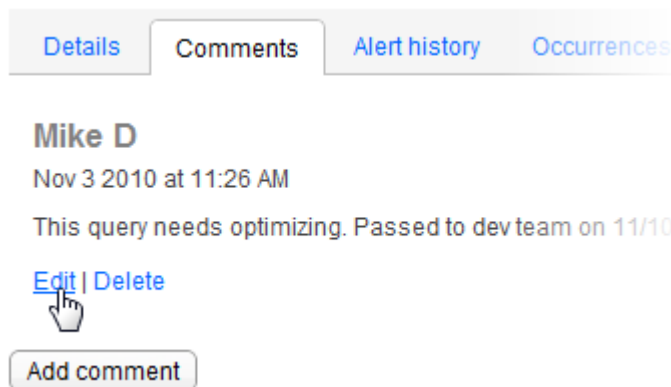 Details Comments Alert history Occurrences
Mike D
Nov 3 2010 at 11:26 AM
This query needs optimizing. Passed to dev team on 11/10
Edit | Delete
Add comment